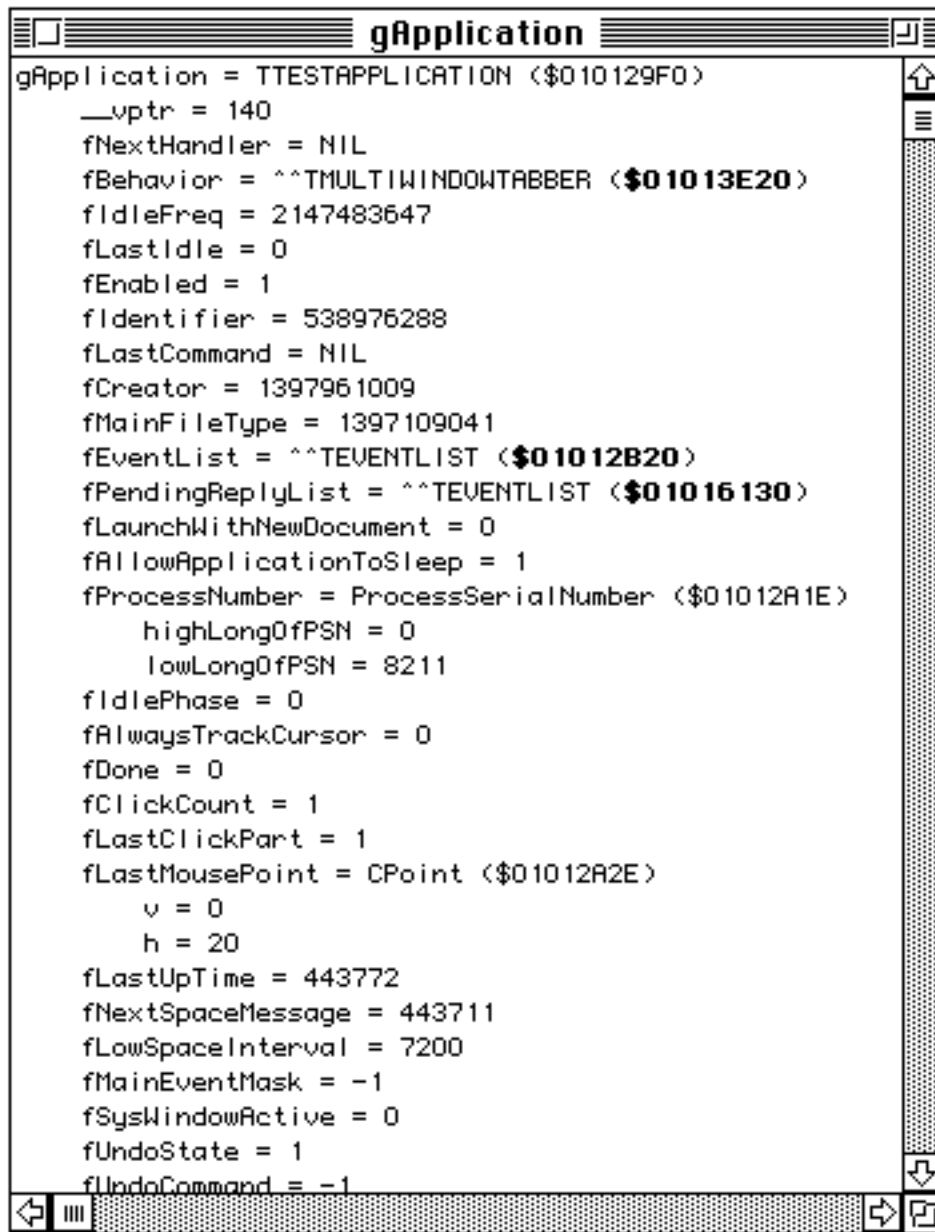 gApplication
gApplication = TTESTAPPLICATION ($010129F0)
__vptr = 140
fNextHandler = NIL
fBehavior = ^^TMULTIWINDOWTABBER ($01013E20)
fIdleFreq = 2147483647
fLastIdle = 0
fEnabled = 1
fIdentifier = 538976288
fLastCommand = NIL
fCreator = 1397961009
fMainFileType = 1397109041
fEventList = ^^TEVENTLIST ($01012B20)
fPendingReplyList = ^^TEVENTLIST ($01016130)
fLaunchWithNewDocument = 0
fAllowApplicationToSleep = 1
fProcessNumber = ProcessSerialNumber ($01012A1E)
highLongOfPSN = 0
lowLongOfPSN = 8211
fIdlePhase = 0
fAlwaysTrackCursor = 0
fDone = 0
fClickCount = 1
fLastClickPart = 1
fLastMousePoint = CPoint ($01012A2E)
v = 0
h = 20
fLastUpTime = 443772
fNextSpaceMessage = 443711
fLowSpaceInterval = 7200
fMainEventMask = -1
fSysWindowActive = 0
fUndoState = 1
fUndoCommand = -1